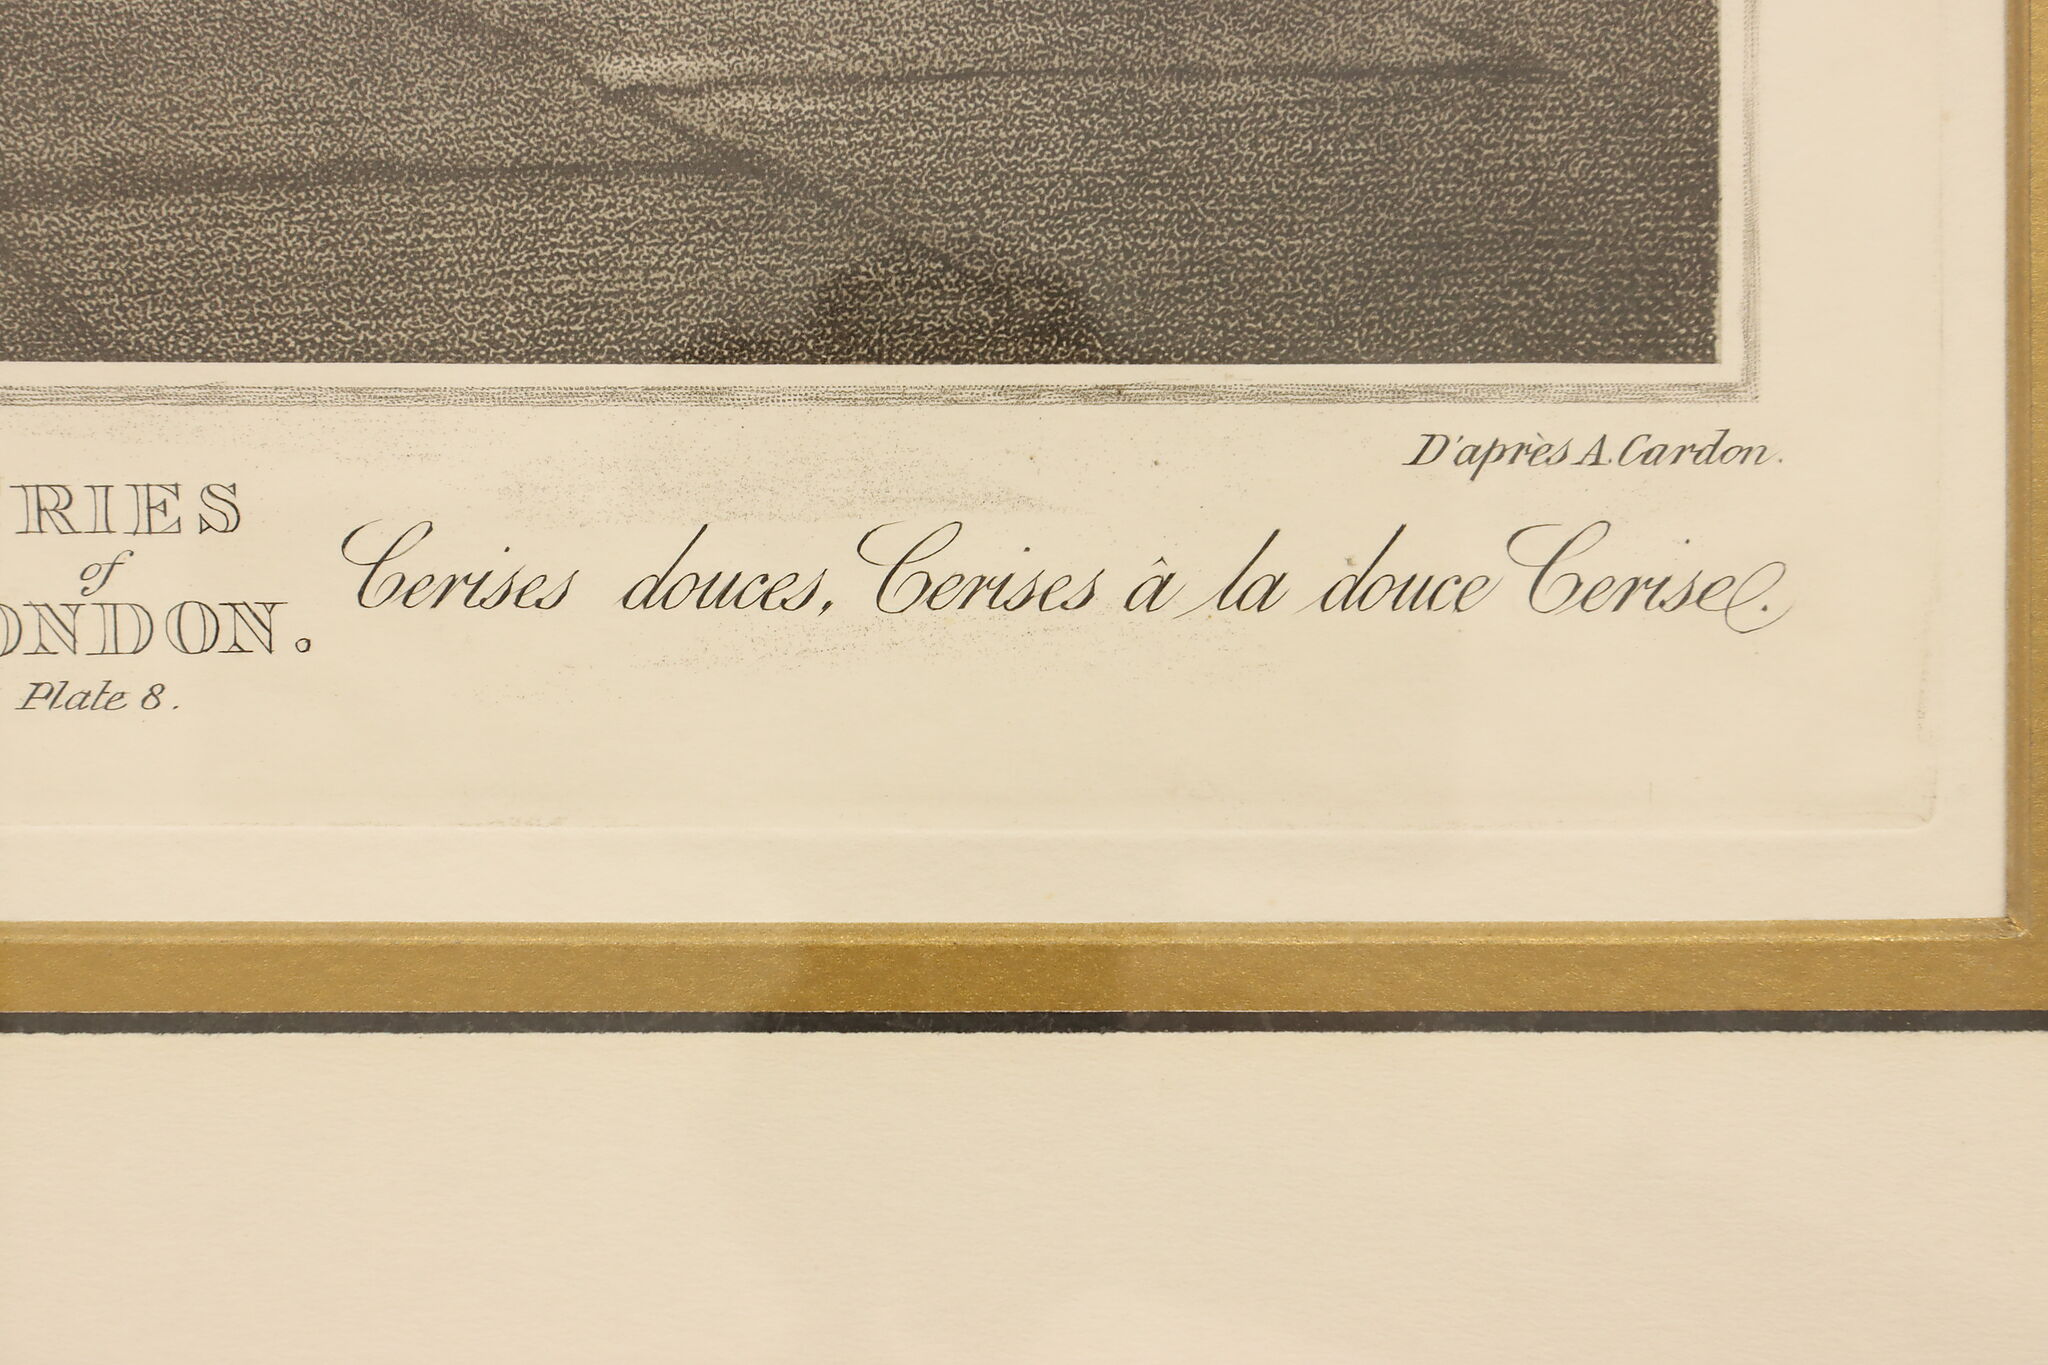 D'après A. Cardon.
RIES
of
ONDON.
Cerises douces, Cerises â la douce Cerise.
Plate 8.